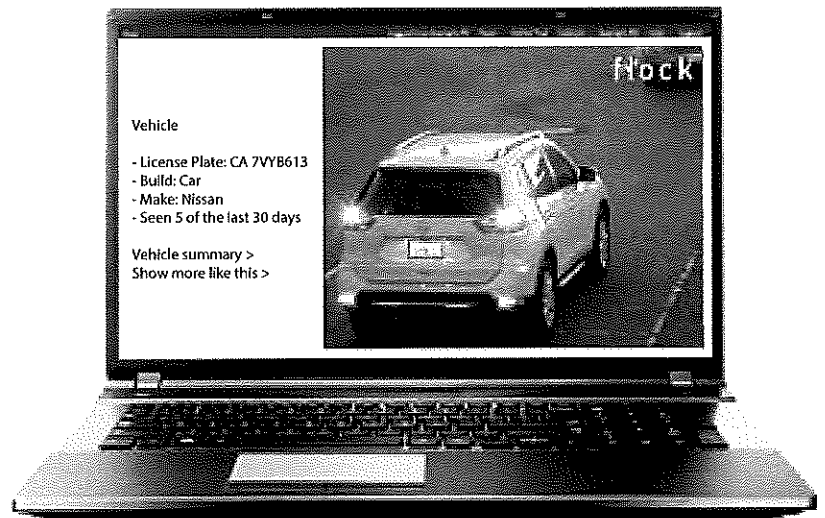 flock
Vehicle
- License Plate: CA 7VYB613
- Build: Car
- Make: Nissan
- Seen 5 of the last 30 days
Vehicle summary >
Show more like this >